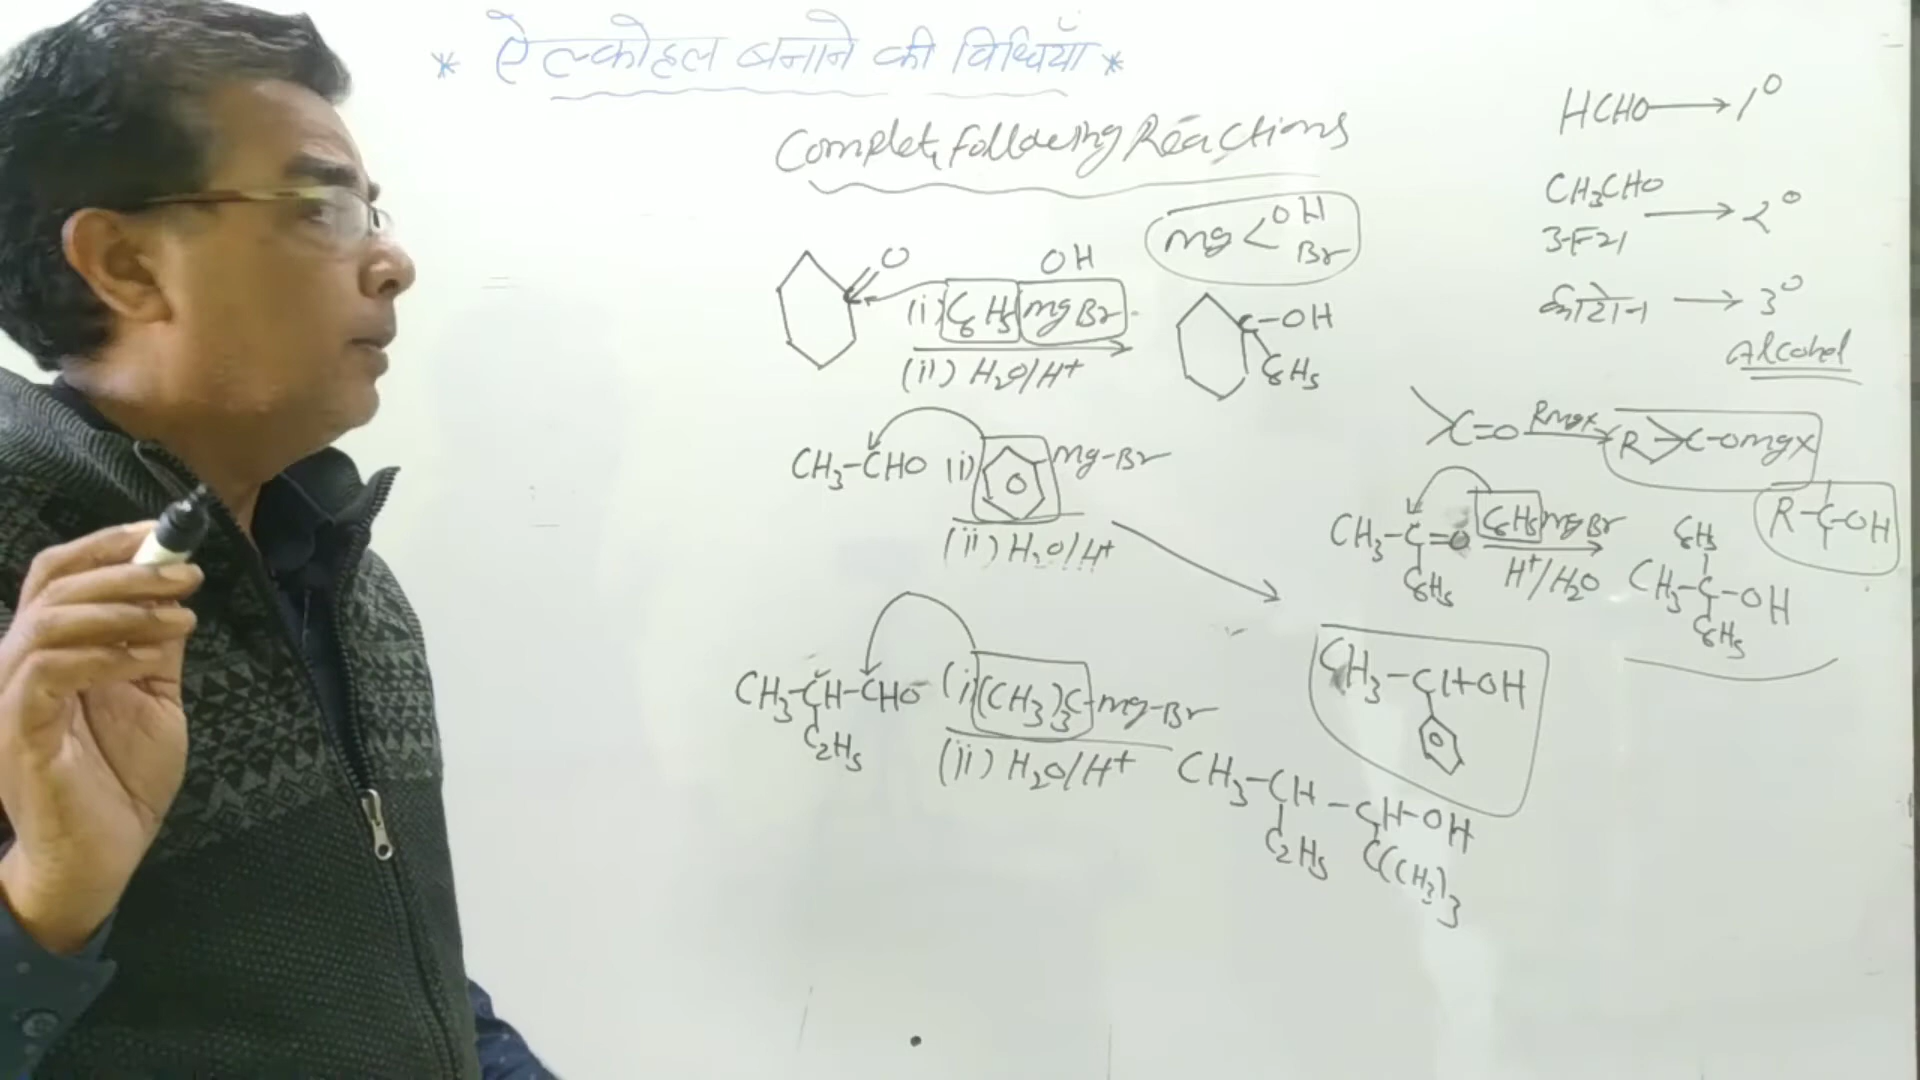 * ऐल्कोहल बनाने की विधियाँ *
Complete following Reactions
HCHO → 1°
CH₃CHO
→ 2°
कीटोन → 3°
Alcohol
Mg < OH Br
O
OH
(i) C₆H₅ MgBr
(ii) H₂O/H⁺
C-OH
C₆H₅
C=O RMgX → R C-OMgX
R-C-OH
CH₃-CHO (i) Mg-Br
(ii) H₂O/H⁺
CH₃-C=O C₆H₅MgBr
C₆H₅ H⁺/H₂O
C₆H₅
CH₃-C-OH
C₆H₅
CH₃-CH-OH
CH₃-CH-CHO (i) (CH₃)₃C-Mg-Br
C₂H₅ (ii) H₂O/H⁺
CH₃-CH-CH-OH
C₂H₅ C(CH₃)₃